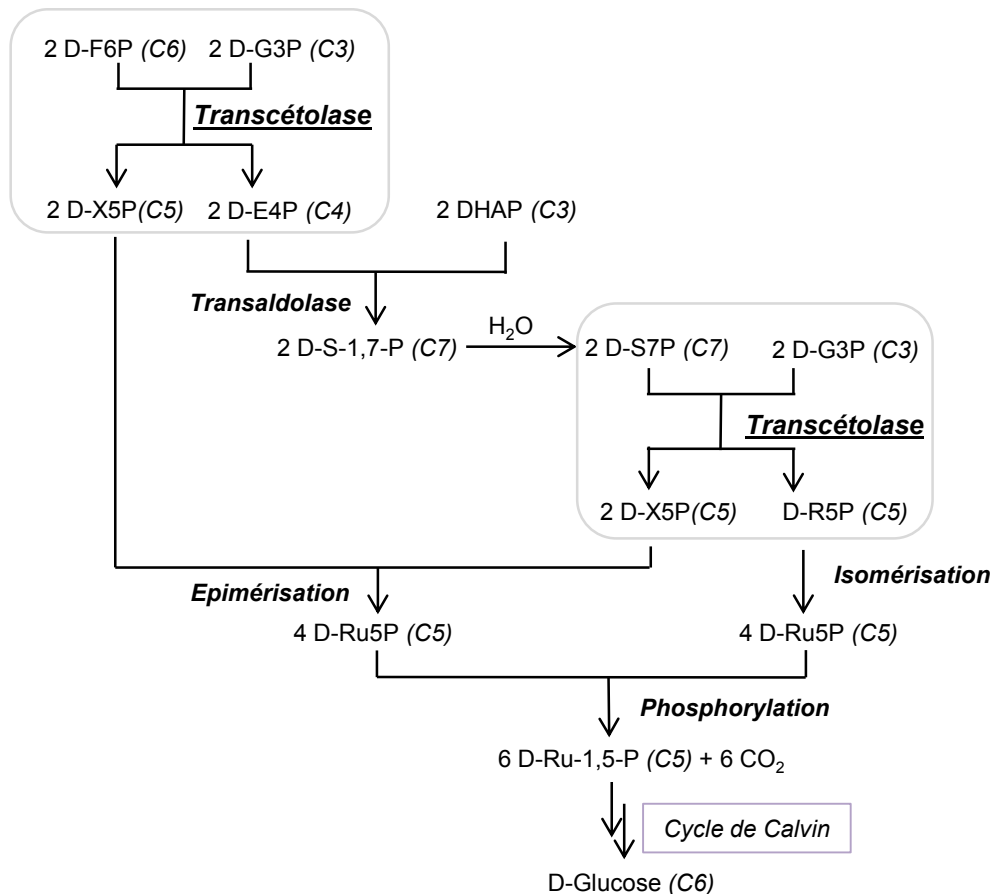 2 D-F6P (C6) 2 D-G3P (C3)
Transcétolase
2 D-X5P(C5) 2 D-E4P (C4) 2 DHAP (C3)
Transaldolase
2 D-S-1,7-P (C7) H₂O 2 D-S7P (C7) 2 D-G3P (C3)
Transcétolase
2 D-X5P(C5) D-R5P (C5)
Epimérisation Isomérisation
4 D-Ru5P (C5) 4 D-Ru5P (C5)
Phosphorylation
6 D-Ru-1,5-P (C5) + 6 CO₂
Cycle de Calvin
D-Glucose (C6)